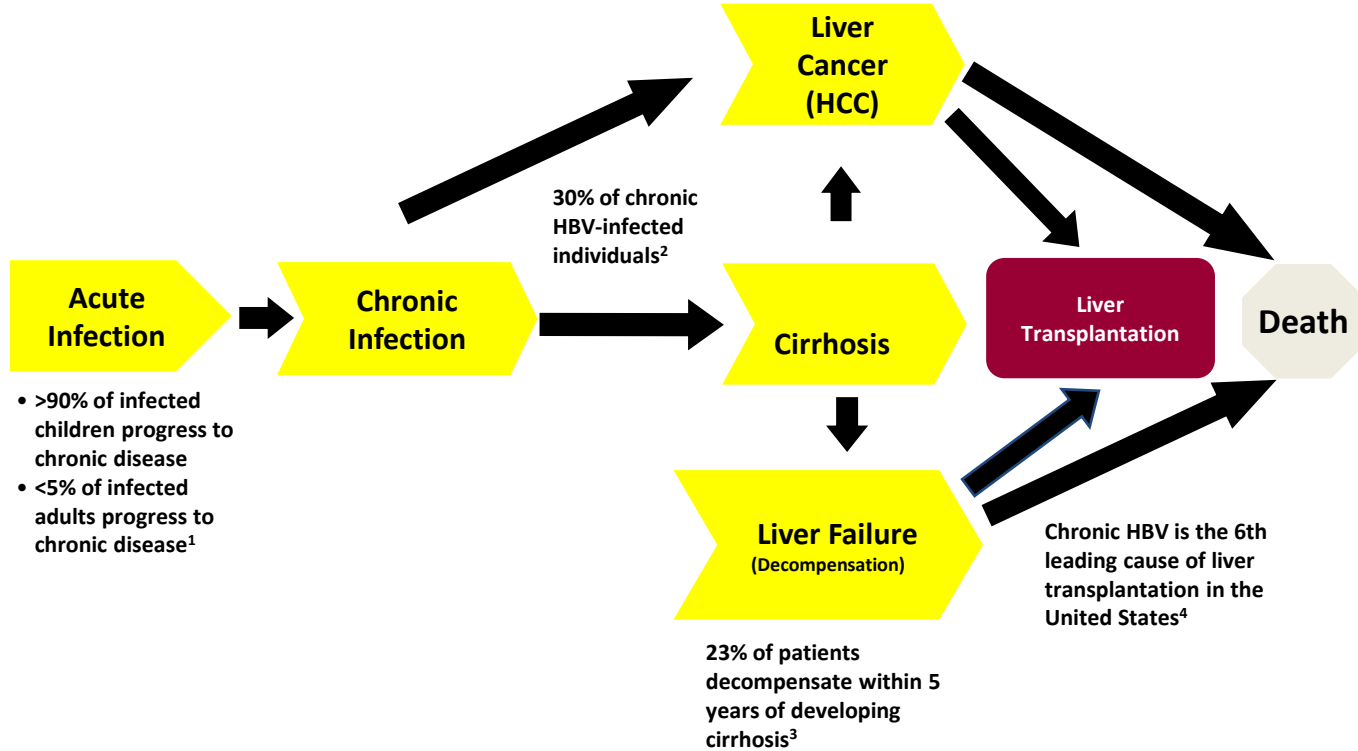 Liver
Cancer
(HCC)
30% of chronic
HBV-infected
individuals²
Acute
Infection
Chronic
Infection
Cirrhosis
Liver
Transplantation
Death
• >90% of infected
children progress to
chronic disease
• <5% of infected
adults progress to
chronic disease¹
Liver Failure
(Decompensation)
Chronic HBV is the 6th
leading cause of liver
transplantation in the
United States⁴
23% of patients
decompensate within 5
years of developing
cirrhosis³